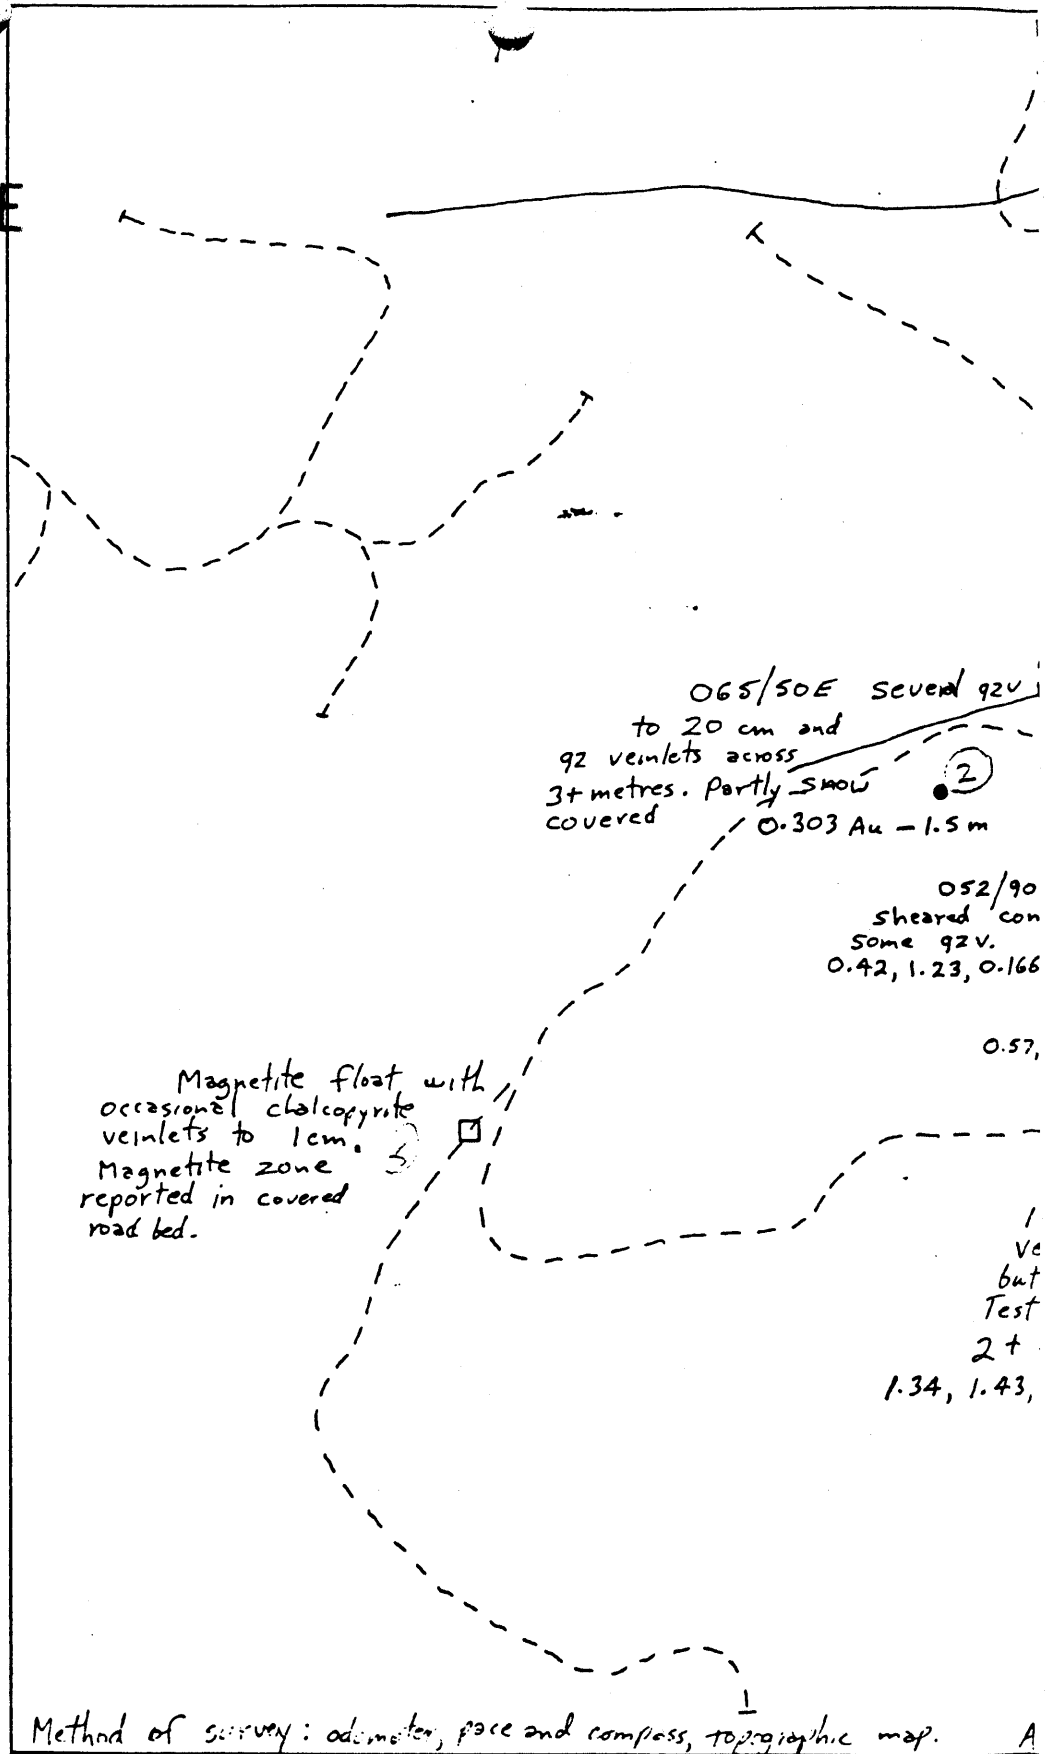 E
065/50E Several qzv
to 20 cm and
qz veinlets across
3+ metres. Partly snow
covered
2
0.303 Au - 1.5 m
052/90
sheared con
some qzv.
0.42, 1.23, 0.166
0.57,
Magnetite float with
occasional chalcopyrite
veinlets to 1cm.
Magnetite zone
reported in covered
road bed.
1
ve
but
Test
2+
1.34, 1.43,
Method of survey: odometer, pace and compass, topographic map. A